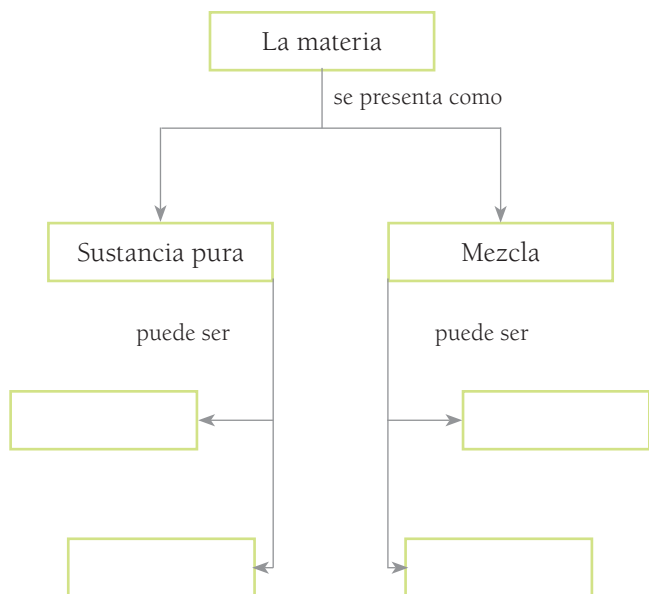 La materia
se presenta como
Sustancia pura
Mezcla
puede ser
puede ser